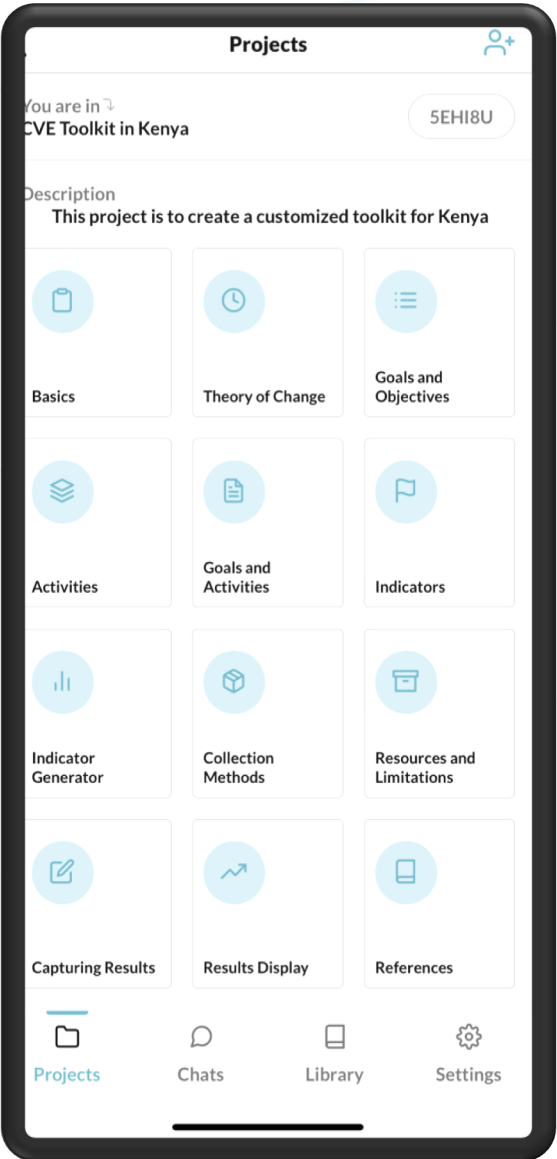 Projects
You are in
CVE Toolkit in Kenya
5EHI8U
Description
This project is to create a customized toolkit for Kenya
Basics
Theory of Change
Goals and
Objectives
Activities
Goals and
Activities
Indicators
Indicator
Generator
Collection
Methods
Resources and
Limitations
Capturing Results
Results Display
References
Projects
Chats
Library
Settings